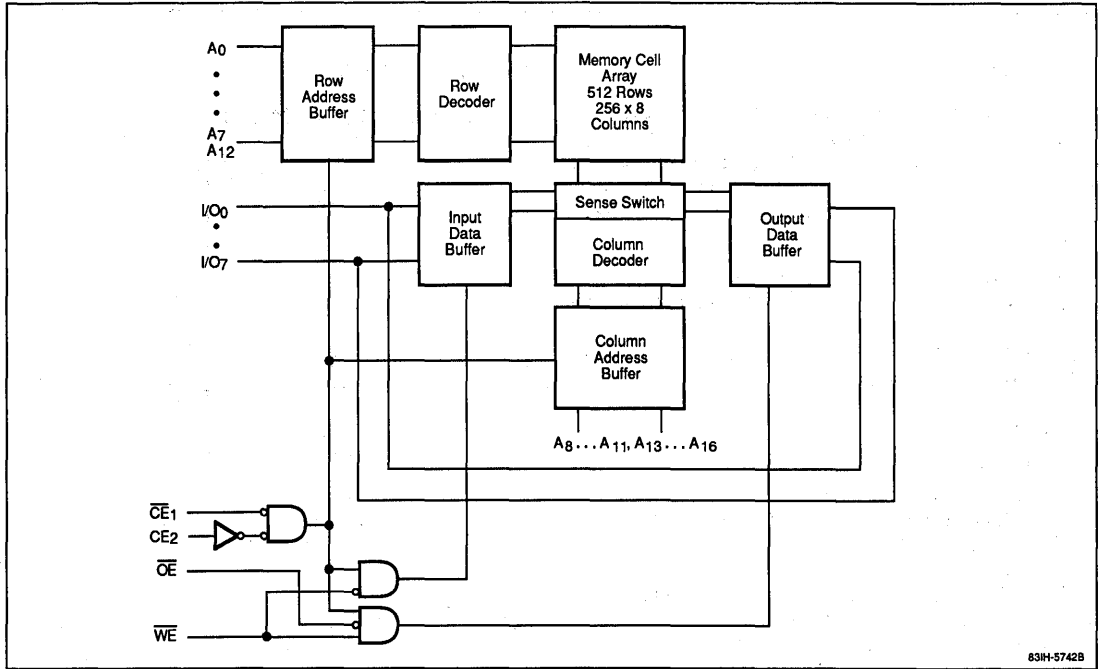 A0
A7
A12
Row
Address
Buffer
Row
Decoder
Memory Cell
Array
512 Rows
256 x 8
Columns
I/O0
I/O7
Input
Data
Buffer
Sense Switch
Column
Decoder
Output
Data
Buffer
Column
Address
Buffer
A8...A11, A13...A16
CE1
CE2
OE
WE
83IH-5742B